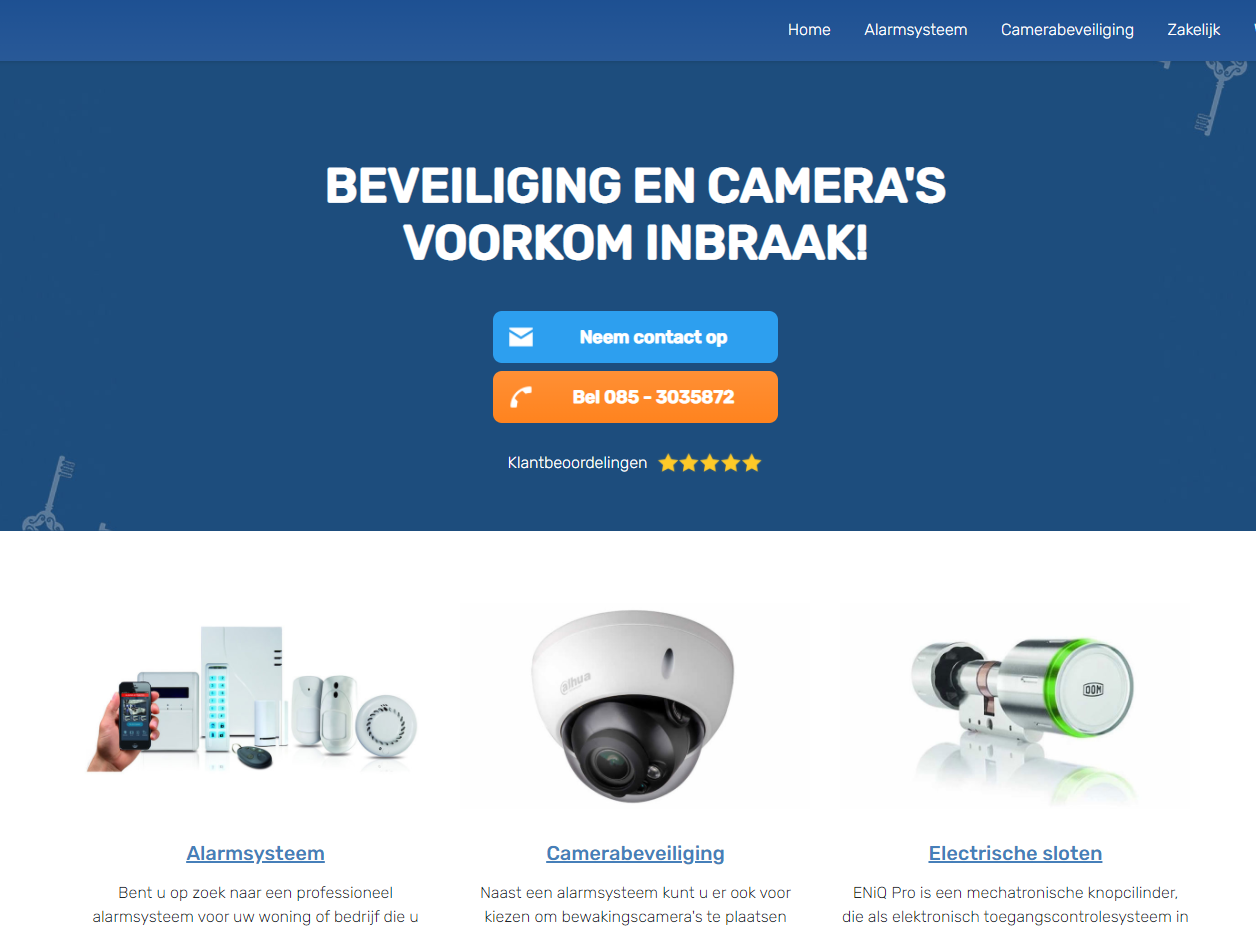 Home Alarmsysteem Camerabeveiliging Zakelijk
BEVEILIGING EN CAMERA'S
VOORKOM INBRAAK!
Neem contact op
Bel 085 - 3035872
Klantbeoordelingen
alhua
DOM
Alarmsysteem
Camerabeveiliging
Electrische sloten
Bent u op zoek naar een professioneel
alarmsysteem voor uw woning of bedrijf die u
Naast een alarmsysteem kunt u er ook voor
kiezen om bewakingscamera's te plaatsen
ENiQ Pro is een mechatronische knopcilinder,
die als elektronisch toegangscontrolesysteem in